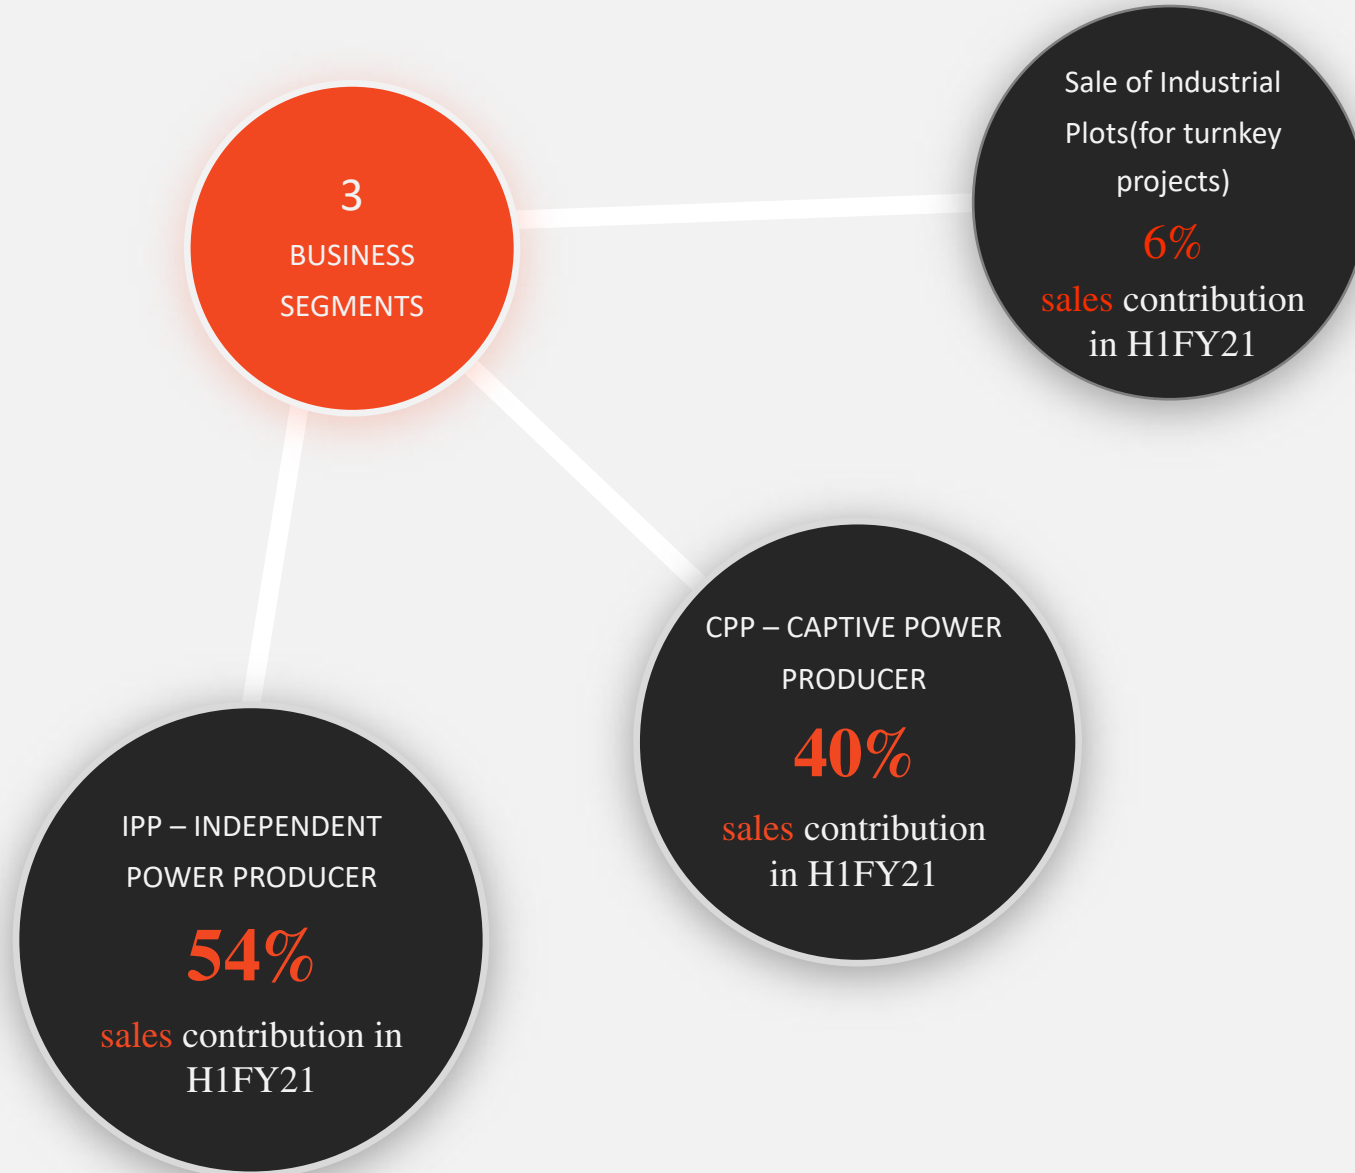 3
BUSINESS
SEGMENTS
Sale of Industrial
Plots(for turnkey
projects)
6%
sales contribution
in H1FY21
CPP – CAPTIVE POWER
PRODUCER
40%
sales contribution
in H1FY21
IPP – INDEPENDENT
POWER PRODUCER
54%
sales contribution in
H1FY21